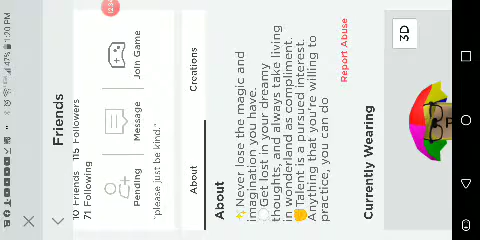 1:20 PM
47%
Friends
10 Friends 115 Followers
71 Following
Pending
Message
Join Game
"please just be kind."
About
Creations
About
✨Never lose the magic and
imagination you have.
Get lost in your dreamy
thoughts, and always take living
in wonderland as compliment.
Talent is a pursued interest.
Anything that you're willing to
practice, you can do
Report Abuse
Currently Wearing
3D